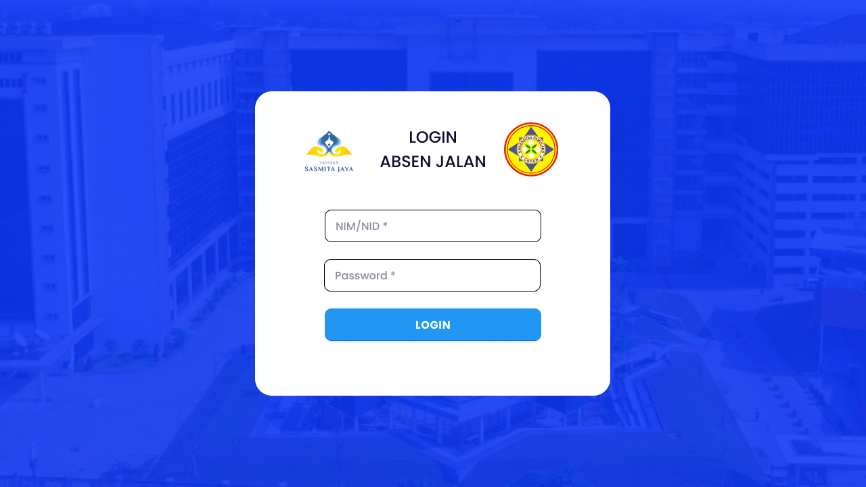 LOGIN
ABSEN JALAN
YAYASAN
SASMITA JAYA
NIM/NID *
Password *
LOGIN